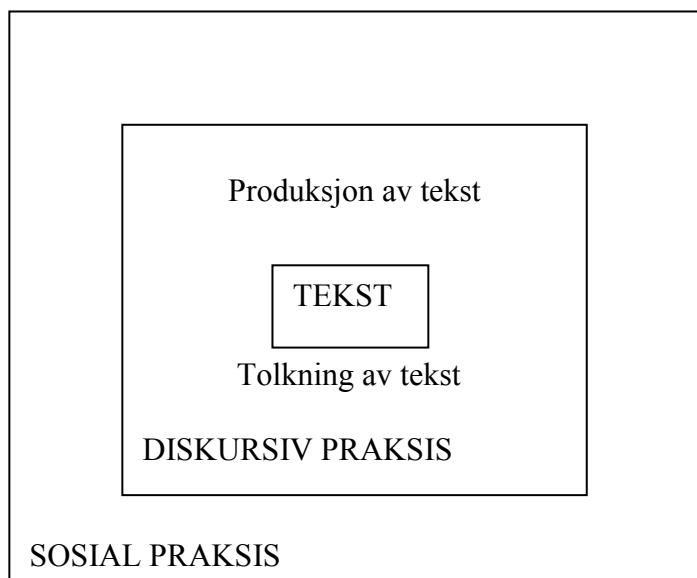 Produksjon av tekst
TEKST
Tolkning av tekst
DISKURSIV PRAKSIS
SOSIAL PRAKSIS